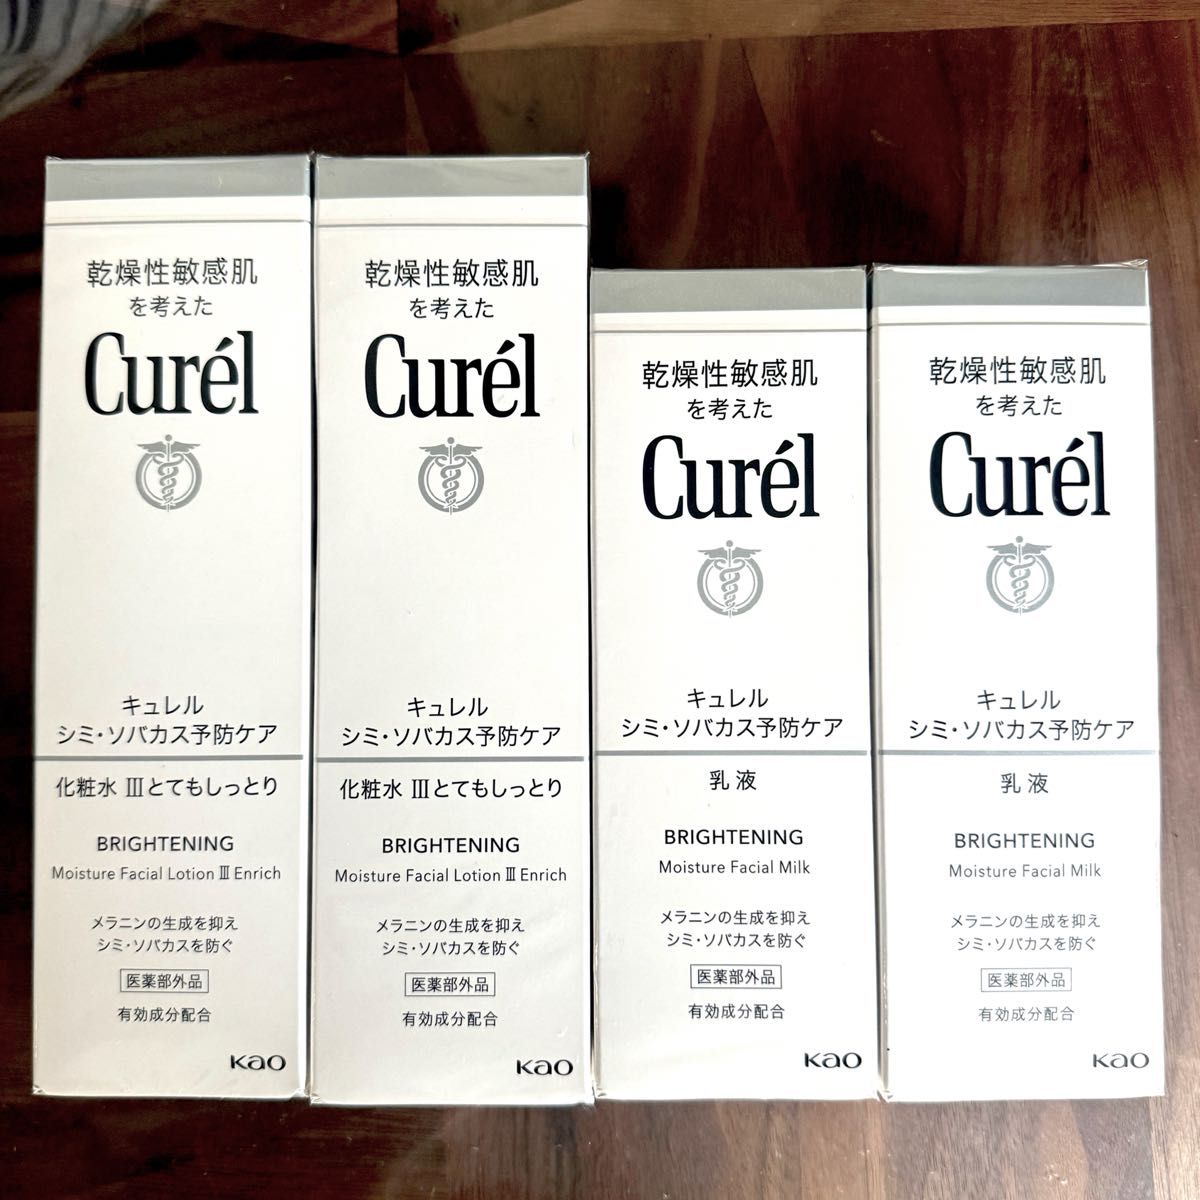 乾燥性敏感肌
を考えた
Curél
キュレル
シミ・ソバカス予防ケア
化粧水 Ⅲとてもしっとり
BRIGHTENING
Moisture Facial Lotion Ⅲ Enrich
メラニンの生成を抑え
シミ・ソバカスを防ぐ
医薬部外品
有効成分配合
Kao
乾燥性敏感肌
を考えた
Curél
キュレル
シミ・ソバカス予防ケア
化粧水 Ⅲとてもしっとり
BRIGHTENING
Moisture Facial Lotion Ⅲ Enrich
メラニンの生成を抑え
シミ・ソバカスを防ぐ
医薬部外品
有効成分配合
Kao
乾燥性敏感肌
を考えた
Curél
キュレル
シミ・ソバカス予防ケア
乳液
BRIGHTENING
Moisture Facial Milk
メラニンの生成を抑え
シミ・ソバカスを防ぐ
医薬部外品
有効成分配合
Kao
乾燥性敏感肌
を考えた
Curél
キュレル
シミ・ソバカス予防ケア
乳液
BRIGHTENING
Moisture Facial Milk
メラニンの生成を抑え
シミ・ソバカスを防ぐ
医薬部外品
有効成分配合
Kao